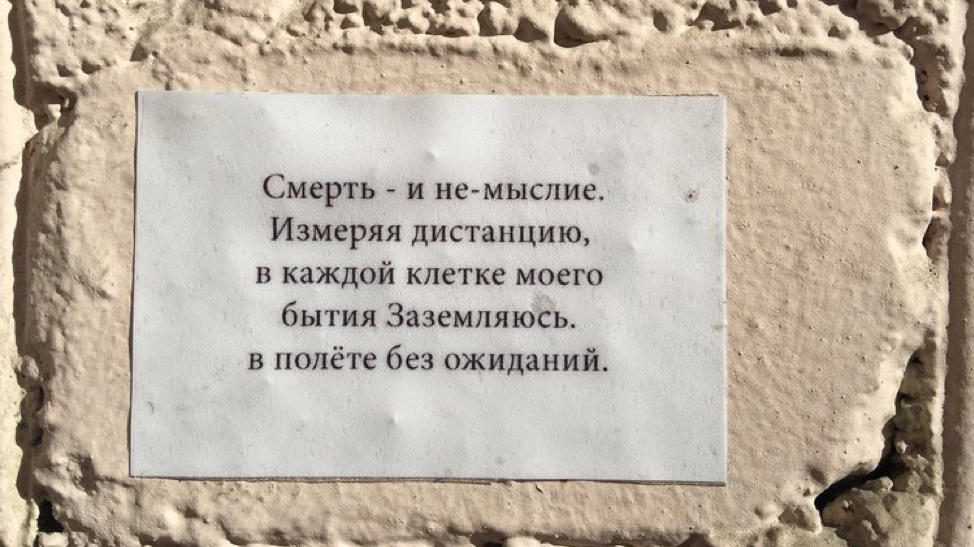 Смерть - и не-мыслие.
Измеряя дистанцию,
в каждой клетке моего
бытия Заземляюсь.
в полёте без ожиданий.